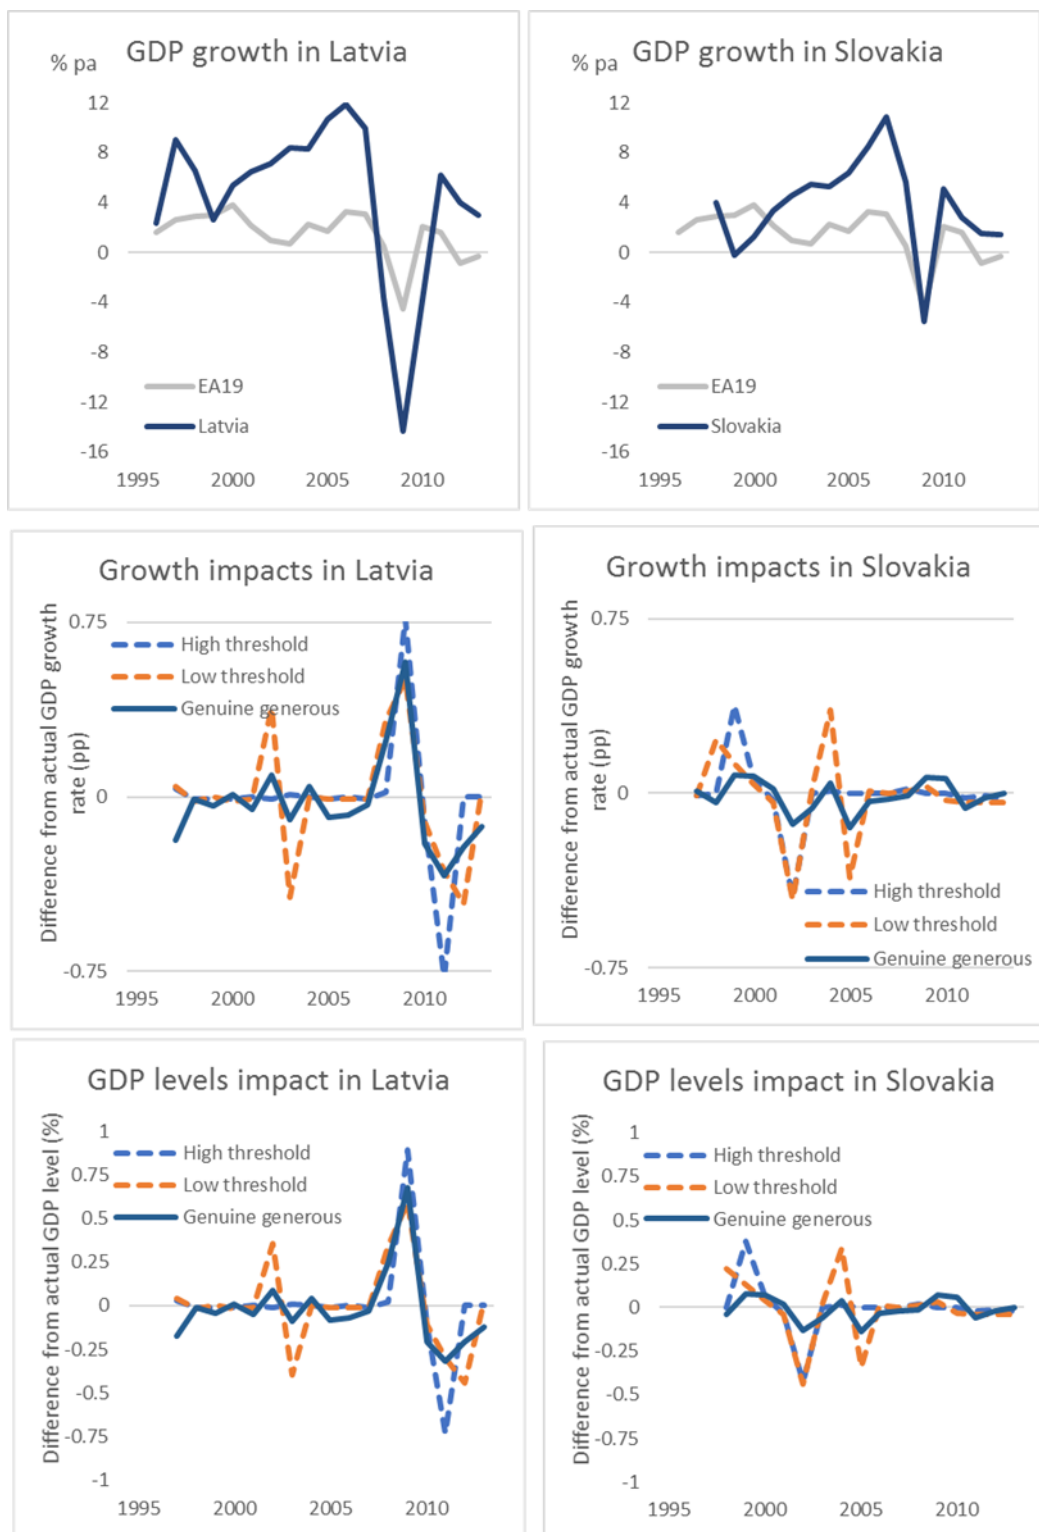 GDP growth in Latvia
% pa
12
8
4
0
-4
-8
-12
-16
EA19
Latvia
1995 2000 2005 2010
GDP growth in Slovakia
% pa
12
8
4
0
-4
-8
-12
-16
EA19
Slovakia
1995 2000 2005 2010
Growth impacts in Latvia
Difference from actual GDP growth
rate (pp)
0.75
0
-0.75
High threshold
Low threshold
Genuine generous
1995 2000 2005 2010
Growth impacts in Slovakia
Difference from actual GDP growth
rate (pp)
0.75
0
-0.75
High threshold
Low threshold
Genuine generous
1995 2000 2005 2010
GDP levels impact in Latvia
Difference from actual GDP level (%)
1
0.75
0.5
0.25
0
-0.25
-0.5
-0.75
-1
High threshold
Low threshold
Genuine generous
1995 2000 2005 2010
GDP levels impact in Slovakia
Difference from actual GDP level (%)
1
0.75
0.5
0.25
0
-0.25
-0.5
-0.75
-1
High threshold
Low threshold
Genuine generous
1995 2000 2005 2010